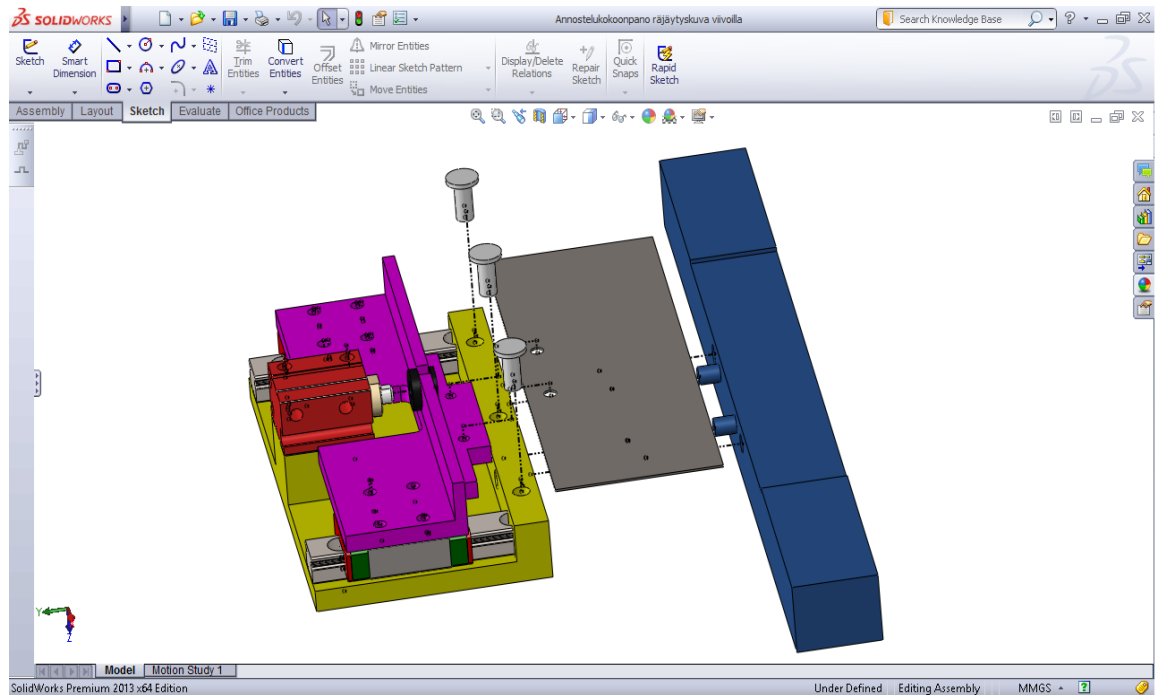 SOLIDWORKS
Annostelukokoonpano räjäytyskuva viivoilla
Search Knowledge Base
?
Sketch
Smart
Dimension
Trim
Entities
Convert
Entities
Offset
Entities
Mirror Entities
Linear Sketch Pattern
Move Entities
Display/Delete
Relations
Repair
Sketch
Quick
Snaps
Rapid
Sketch
Assembly Layout Sketch Evaluate Office Products
Y
Z
Model Motion Study 1
SolidWorks Premium 2013 x64 Edition Under Defined Editing Assembly MMGS ?